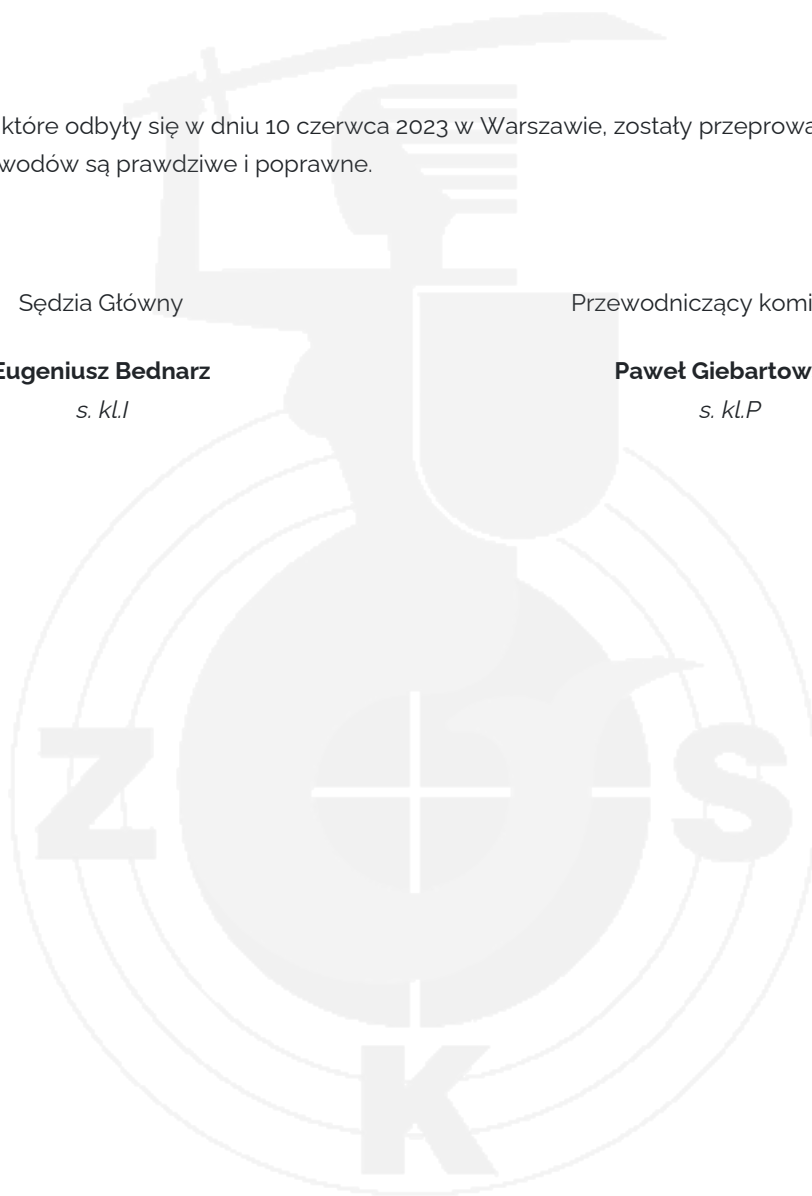 które odbyły się w dniu 10 czerwca 2023 w Warszawie, zostały przeprowa
wodów są prawdziwe i poprawne.
Sędzia Główny Przewodniczący komi
Eugeniusz Bednarz Paweł Giebartow
s. kl.I s. kl.P
Z S
K